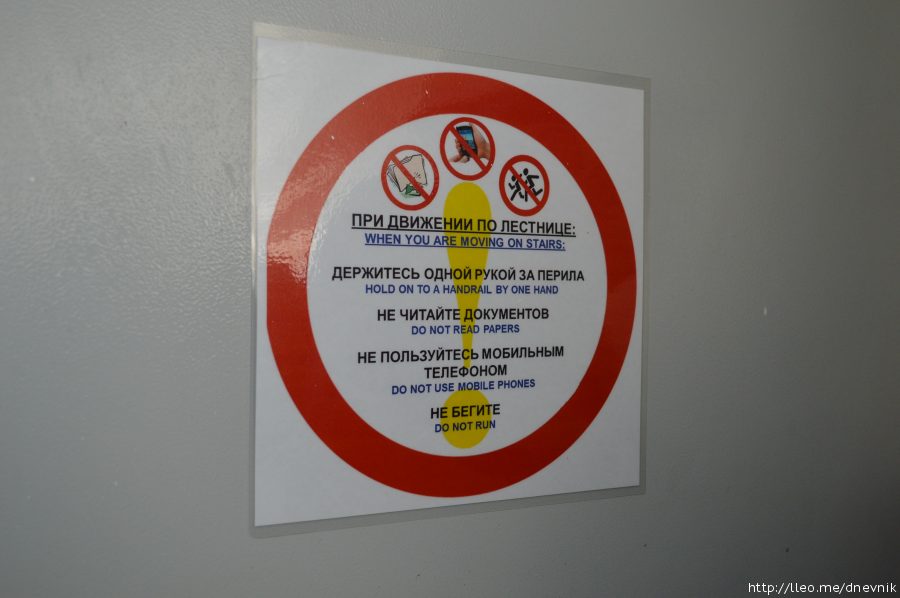 ПРИ ДВИЖЕНИИ ПО ЛЕСТНИЦЕ:
WHEN YOU ARE MOVING ON STAIRS:
ДЕРЖИТЕСЬ ОДНОЙ РУКОЙ ЗА ПЕРИЛА
HOLD ON TO A HANDRAIL BY ONE HAND
НЕ ЧИТАЙТЕ ДОКУМЕНТОВ
DO NOT READ PAPERS
НЕ ПОЛЬЗУЙТЕСЬ МОБИЛЬНЫМ
ТЕЛЕФОНОМ
DO NOT USE MOBILE PHONES
НЕ БЕГИТЕ
DO NOT RUN
http://lleo.me/dnevnik